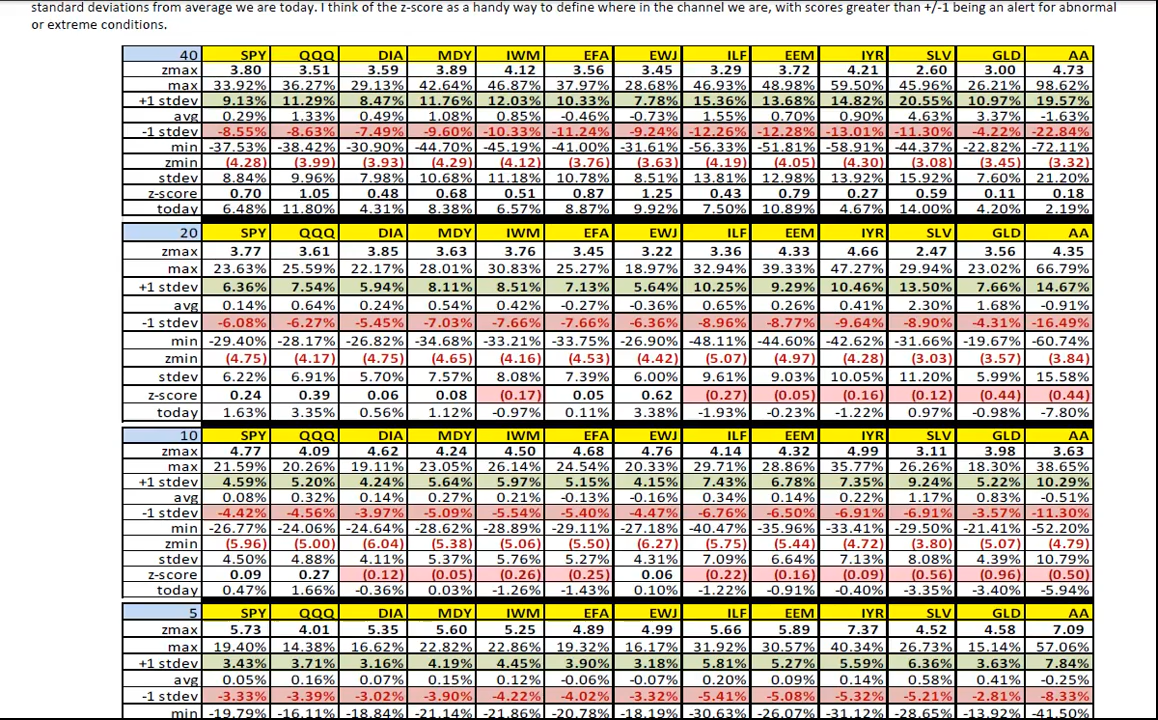 standard deviations from average we are today. I think of the z-score as a handy way to define where in the channel we are, with scores greater than +/-1 being an alert for abnormal
or extreme conditions.
40 SPY QQQ DIA MDY IWM EFA EWJ ILF EEM IYR SLV GLD AA
zmax 3.80 3.51 3.59 3.89 4.12 3.56 3.45 3.29 3.72 4.21 2.60 3.00 4.73
max 33.92% 36.27% 29.13% 42.64% 46.87% 37.97% 28.68% 46.93% 48.98% 59.50% 45.96% 26.21% 98.62%
+1 stdev 9.13% 11.29% 8.47% 11.76% 12.03% 10.33% 7.78% 15.36% 13.68% 14.82% 20.55% 10.97% 19.57%
avg 0.29% 1.33% 0.49% 1.08% 0.85% -0.46% -0.73% 1.55% 0.70% 0.90% 4.63% 3.37% -1.63%
-1 stdev -8.55% -8.63% -7.49% -9.60% -10.33% -11.24% -9.24% -12.26% -12.28% -13.01% -11.30% -4.22% -22.84%
min -37.53% -38.42% -30.90% -44.70% -45.19% -41.00% -31.61% -56.33% -51.81% -58.91% -44.37% -22.82% -72.11%
zmin (4.28) (3.99) (3.93) (4.29) (4.12) (3.76) (3.63) (4.19) (4.05) (4.30) (3.08) (3.45) (3.32)
stdev 8.84% 9.96% 7.98% 10.68% 11.18% 10.78% 8.51% 13.81% 12.98% 13.92% 15.92% 7.60% 21.20%
z-score 0.70 1.05 0.48 0.68 0.51 0.87 1.25 0.43 0.79 0.27 0.59 0.11 0.18
today 6.48% 11.80% 4.31% 8.38% 6.57% 8.87% 9.92% 7.50% 10.89% 4.67% 14.00% 4.20% 2.19%
20 SPY QQQ DIA MDY IWM EFA EWJ ILF EEM IYR SLV GLD AA
zmax 3.77 3.61 3.85 3.63 3.76 3.45 3.22 3.36 4.33 4.66 2.47 3.56 4.35
max 23.63% 25.59% 22.17% 28.01% 30.83% 25.27% 18.97% 32.94% 39.33% 47.27% 29.94% 23.02% 66.79%
+1 stdev 6.36% 7.54% 5.94% 8.11% 8.51% 7.13% 5.64% 10.25% 9.29% 10.46% 13.50% 7.66% 14.67%
avg 0.14% 0.64% 0.24% 0.54% 0.42% -0.27% -0.36% 0.65% 0.26% 0.41% 2.30% 1.68% -0.91%
-1 stdev -6.08% -6.27% -5.45% -7.03% -7.66% -7.66% -6.36% -8.96% -8.77% -9.64% -8.90% -4.31% -16.49%
min -29.40% -28.17% -26.82% -34.68% -33.21% -33.75% -26.90% -48.11% -44.60% -42.62% -31.66% -19.67% -60.74%
zmin (4.75) (4.17) (4.75) (4.65) (4.16) (4.53) (4.42) (5.07) (4.97) (4.28) (3.03) (3.57) (3.84)
stdev 6.22% 6.91% 5.70% 7.57% 8.08% 7.39% 6.00% 9.61% 9.03% 10.05% 11.20% 5.99% 15.58%
z-score 0.24 0.39 0.06 0.08 (0.17) 0.05 0.62 (0.27) (0.05) (0.16) (0.12) (0.44) (0.44)
today 1.63% 3.35% 0.56% 1.12% -0.97% 0.11% 3.38% -1.93% -0.23% -1.22% 0.97% -0.98% -7.80%
10 SPY QQQ DIA MDY IWM EFA EWJ ILF EEM IYR SLV GLD AA
zmax 4.77 4.09 4.62 4.24 4.50 4.68 4.76 4.14 4.32 4.99 3.11 3.98 3.63
max 21.59% 20.26% 19.11% 23.05% 26.14% 24.54% 20.33% 29.71% 28.86% 35.77% 26.26% 18.30% 38.65%
+1 stdev 4.59% 5.20% 4.24% 5.64% 5.97% 5.15% 4.15% 7.43% 6.78% 7.35% 9.24% 5.22% 10.29%
avg 0.08% 0.32% 0.14% 0.27% 0.21% -0.13% -0.16% 0.34% 0.14% 0.22% 1.17% 0.83% -0.51%
-1 stdev -4.42% -4.56% -3.97% -5.09% -5.54% -5.40% -4.47% -6.76% -6.50% -6.91% -6.91% -3.57% -11.30%
min -26.77% -24.06% -24.64% -28.62% -28.89% -29.11% -27.18% -40.47% -35.96% -33.41% -29.50% -21.41% -52.20%
zmin (5.96) (5.00) (6.04) (5.38) (5.06) (5.50) (6.27) (5.75) (5.44) (4.72) (3.80) (5.07) (4.79)
stdev 4.50% 4.88% 4.11% 5.37% 5.76% 5.27% 4.31% 7.09% 6.64% 7.13% 8.08% 4.39% 10.79%
z-score 0.09 0.27 (0.12) (0.05) (0.26) (0.25) 0.06 (0.22) (0.16) (0.09) (0.56) (0.96) (0.50)
today 0.47% 1.66% -0.36% 0.03% -1.26% -1.43% 0.10% -1.22% -0.91% -0.40% -3.35% -3.40% -5.94%
5 SPY QQQ DIA MDY IWM EFA EWJ ILF EEM IYR SLV GLD AA
zmax 5.73 4.01 5.35 5.60 5.25 4.89 4.99 5.66 5.89 7.37 4.52 4.58 7.09
max 19.40% 14.38% 16.62% 22.82% 22.86% 19.32% 16.17% 31.92% 30.57% 40.34% 26.73% 15.14% 57.06%
+1 stdev 3.43% 3.71% 3.16% 4.19% 4.45% 3.90% 3.18% 5.81% 5.27% 5.59% 6.36% 3.63% 7.84%
avg 0.05% 0.16% 0.07% 0.15% 0.12% -0.06% -0.07% 0.20% 0.09% 0.14% 0.58% 0.41% -0.25%
-1 stdev -3.33% -3.39% -3.02% -3.90% -4.22% -4.02% -3.32% -5.41% -5.08% -5.32% -5.21% -2.81% -8.33%
min -19.79% -16.11% -18.84% -21.14% -21.86% -20.78% -18.19% -30.63% -26.07% -31.12% -28.65% -13.92% -41.50%